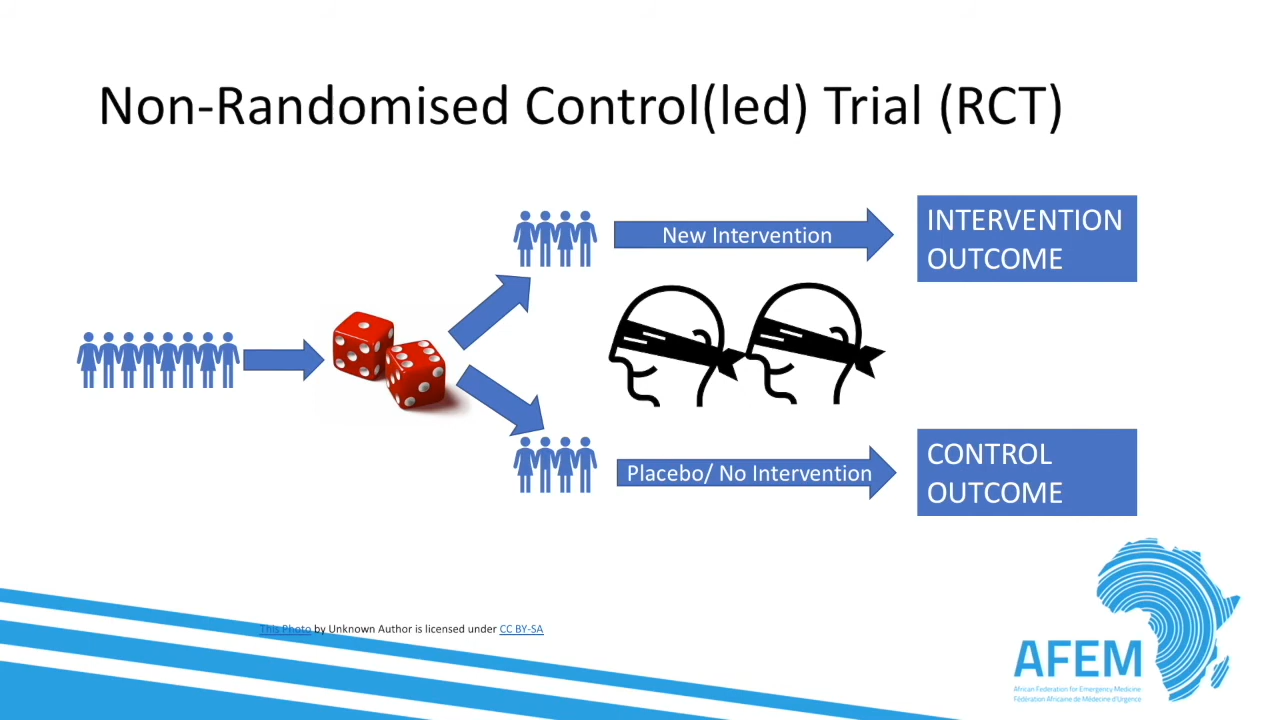 Non-Randomised Control(led) Trial (RCT)
New Intervention
INTERVENTION
OUTCOME
Placebo/ No Intervention
CONTROL
OUTCOME
This Photo by Unknown Author is licensed under CC BY-SA
AFEM
African Federation for Emergency Medicine
Fédération Africaine de Médecine d'Urgence